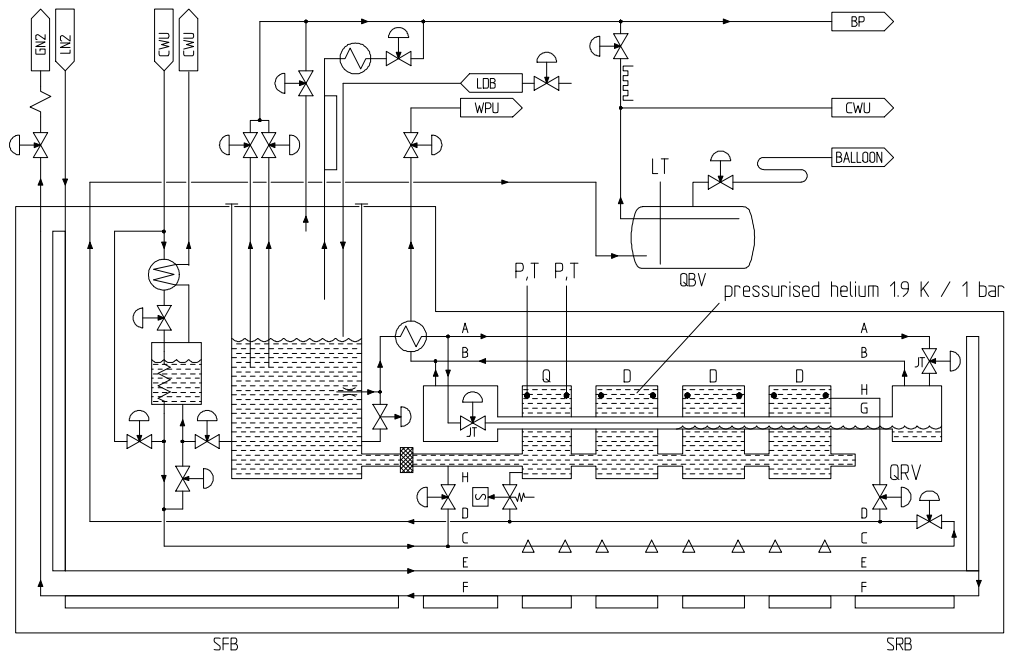 GN2
LN2
CWU
CWU
BP
LDB
WPU
CWU
BALLOON
LT
QBV
P,T P,T
pressurised helium 1.9 K / 1 bar
A A
B B
JT
Q D D D
H
G
JT
H
S
QRV
D D
C C
E E
F F
SFB SRB